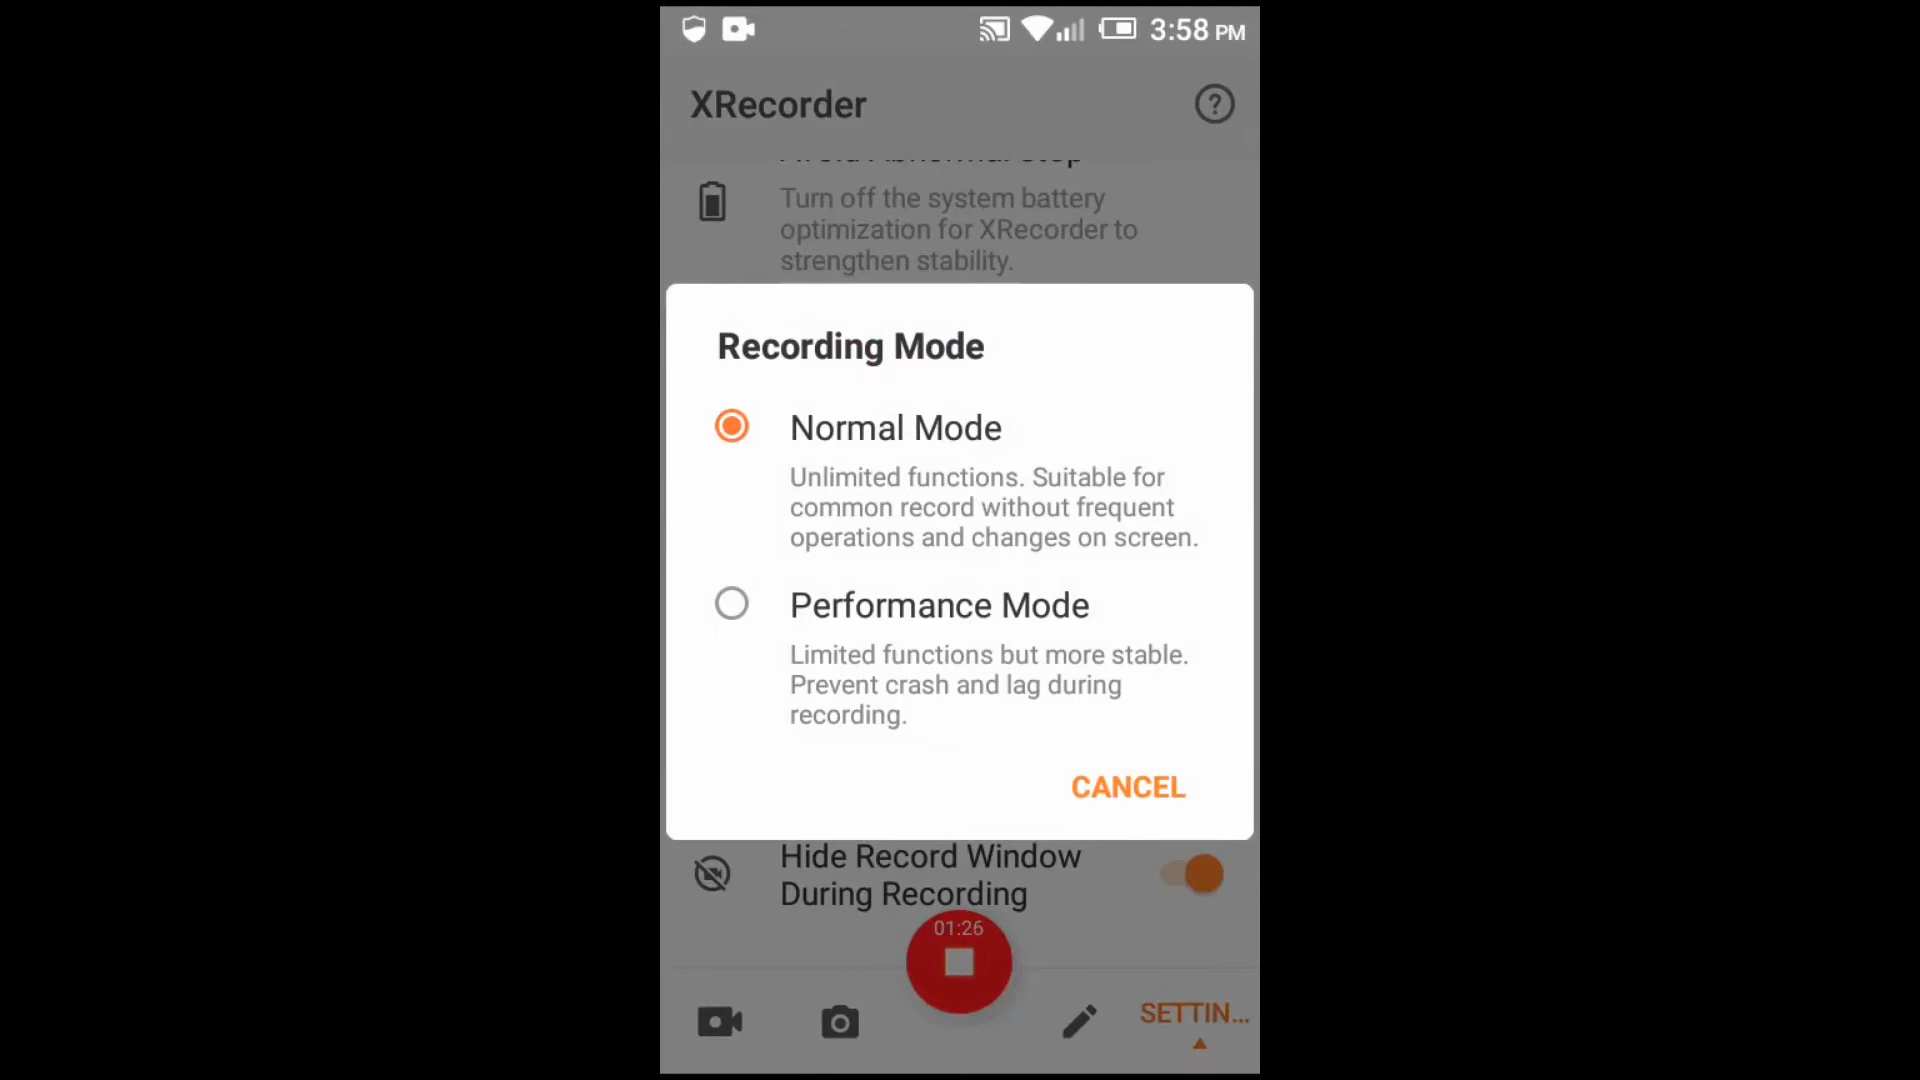 3:58 PM
XRecorder
Turn off the system battery
optimization for XRecorder to
strengthen stability.
Recording Mode
Normal Mode
Unlimited functions. Suitable for
common record without frequent
operations and changes on screen.
Performance Mode
Limited functions but more stable.
Prevent crash and lag during
recording.
CANCEL
Hide Record Window
During Recording
01:26
SETTIN...